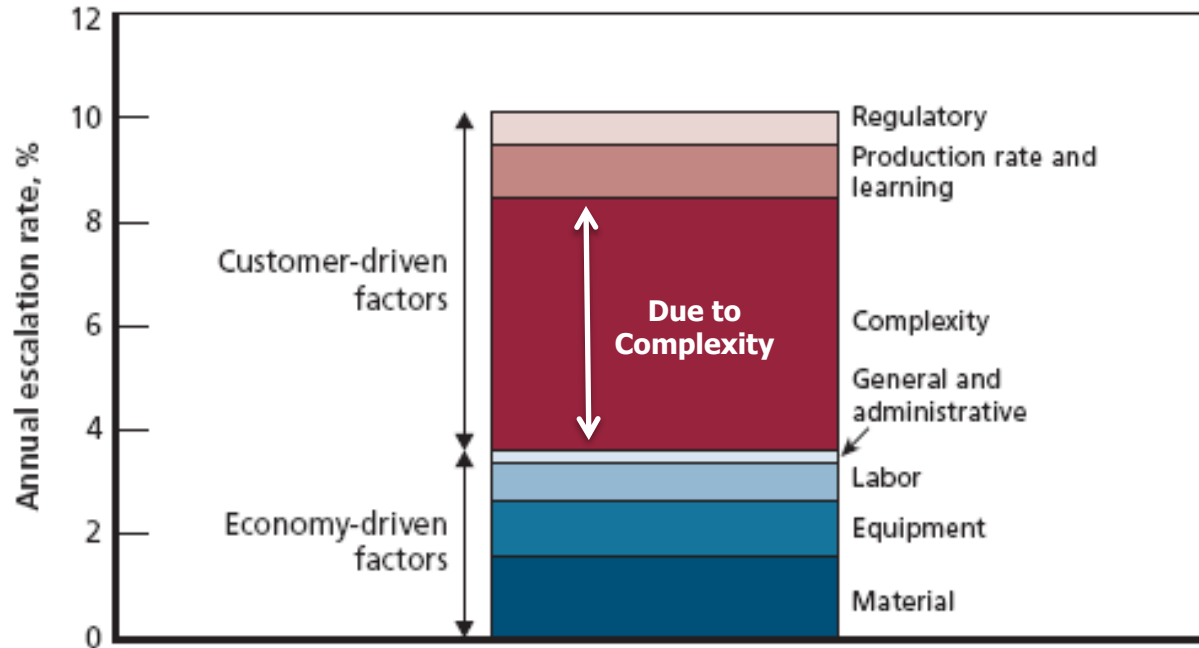 Annual escalation rate, %
12
10
8
6
4
2
0
Customer-driven
factors
Economy-driven
factors
Due to
Complexity
Regulatory
Production rate and
learning
Complexity
General and
administrative
Labor
Equipment
Material